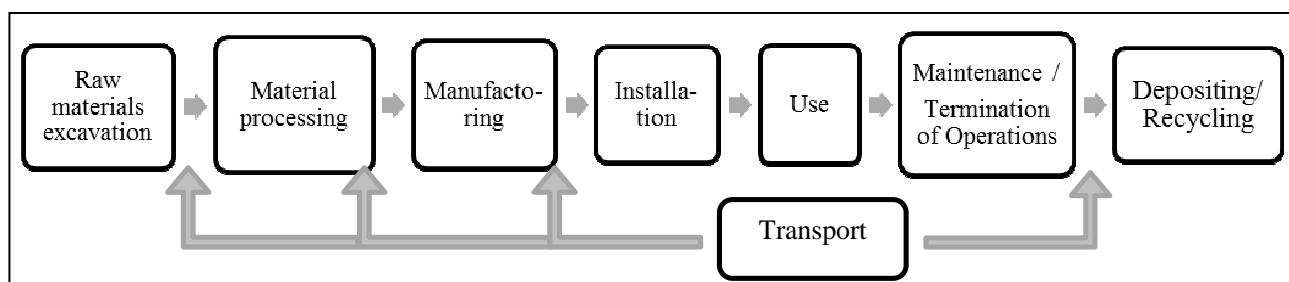 Raw
materials
excavation
Material
processing
Manufacto-
ring
Installa-
tion
Use
Maintenance /
Termination
of Operations
Depositing/
Recycling
Transport